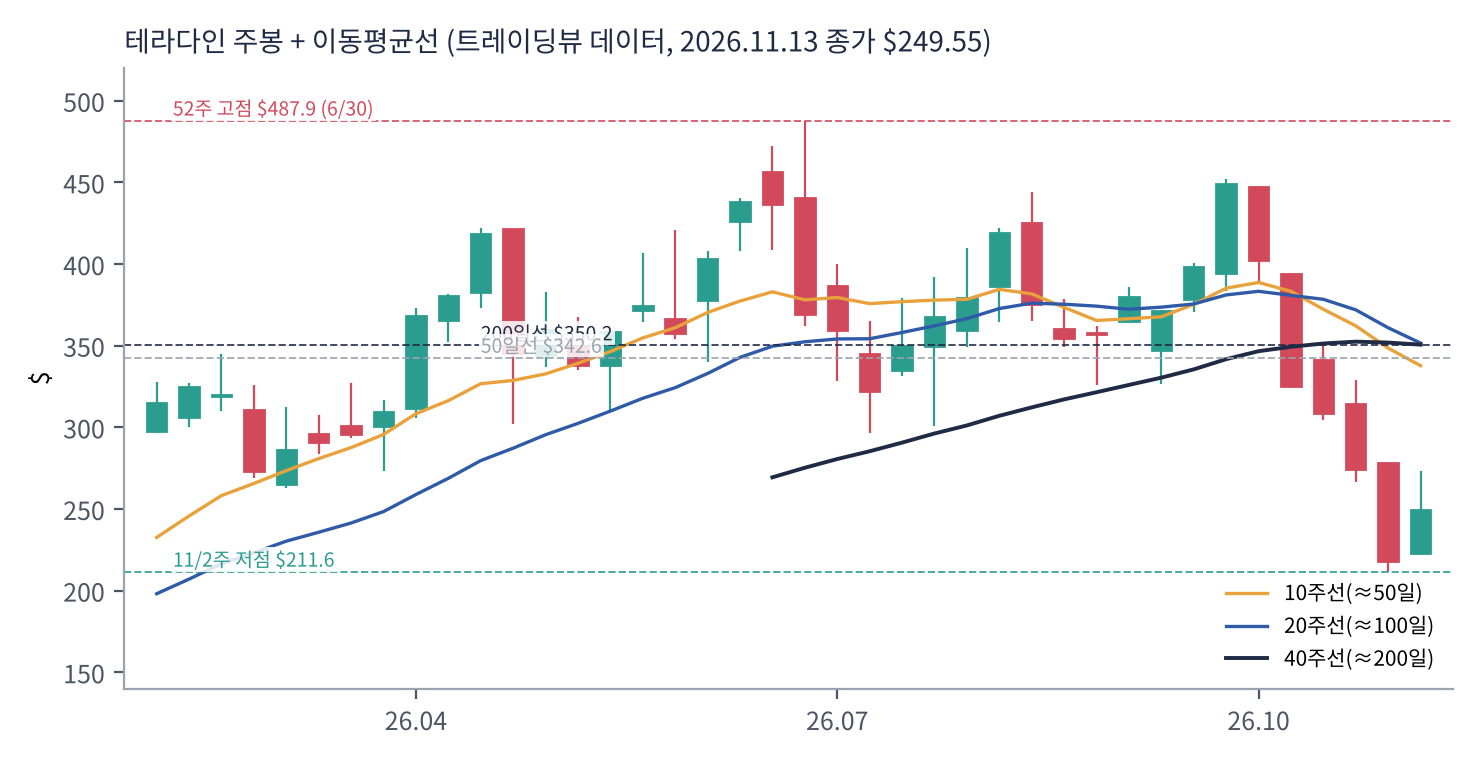 테라다인 주봉 + 이동평균선 (트레이딩뷰 데이터, 2026.11.13 종가 $249.55)
500
52주 고점 $487.9 (6/30)
450
400
200일선 $350.2
50일선 $342.6
350
$
300
250
11/2주 저점 $211.6
200
150
10주선(≈50일)
20주선(≈100일)
40주선(≈200일)
26.04
26.07
26.10